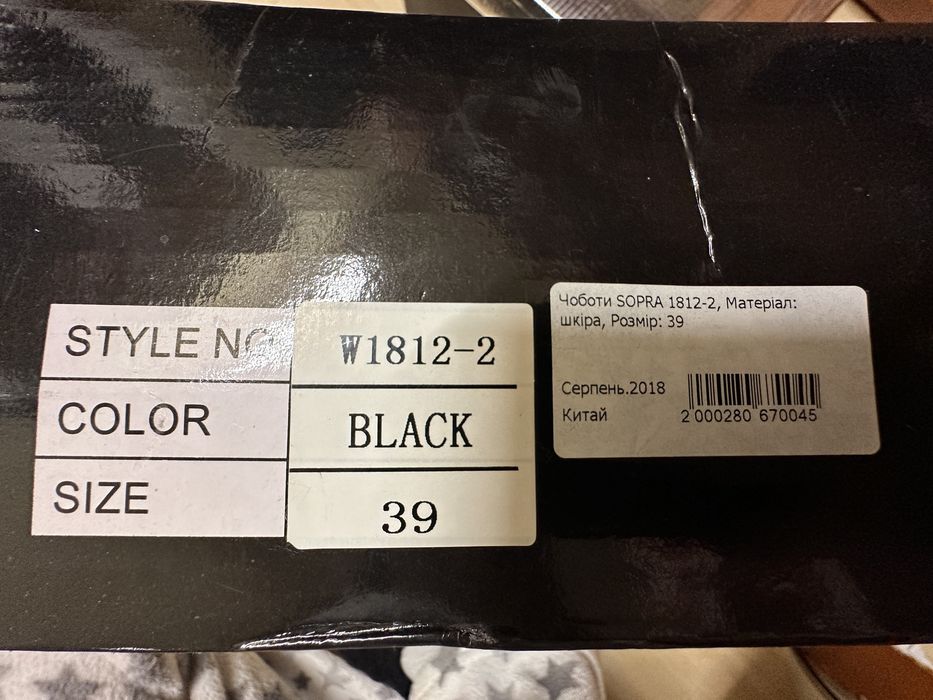 STYLE NO
W1812-2
COLOR
BLACK
SIZE
39
Чоботи SOPRA 1812-2, Матеріал:
шкіра, Розмір: 39
Серпень.2018
Китай
2 000280 670045